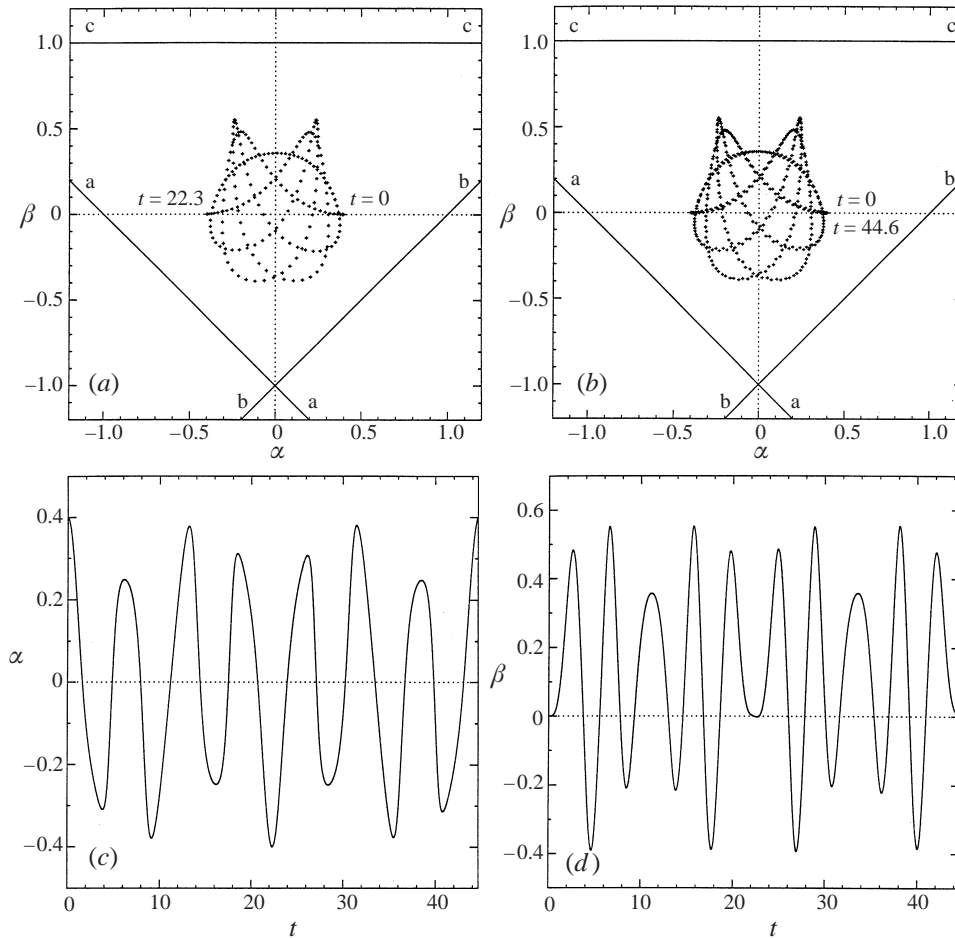 c c c c
1.0 1.0
0.5 0.5
a b a b
t = 22.3 t = 0 t = 0
β 0 0
t = 44.6
−0.5 −0.5
−1.0 (a) −1.0 (b)
b a b a
−1.0 −0.5 0 0.5 1.0 −1.0 −0.5 0 0.5 1.0
α α
0.4 0.6
0.2 0.4
α 0.2
0 β
−0.2 0
−0.2
−0.4 (c) −0.4 (d)
0 10 20 30 40 0 10 20 30 40
t t